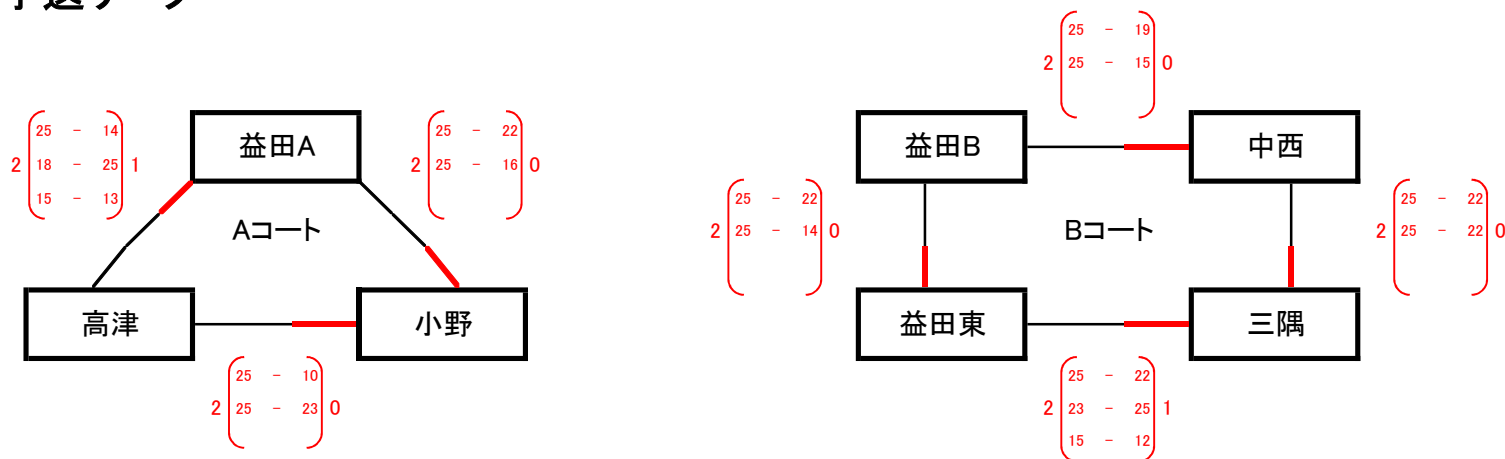 益田A
2 25 - 14 1
18 - 25
15 - 13
2 25 - 22 0
25 - 16
Aコート
高津
小野
2 25 - 10 0
25 - 23
2 25 - 19 0
25 - 15
益田B
中西
2 25 - 22 0
25 - 14
Bコート
2 25 - 22 0
25 - 22
益田東
三隅
2 25 - 22 1
23 - 25
15 - 12